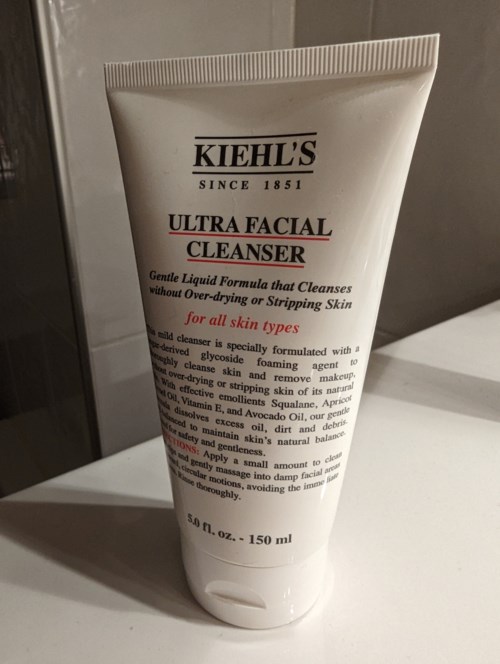 KIEHL'S
SINCE 1851
ULTRA FACIAL
CLEANSER
Gentle Liquid Formula that Cleanses
without Over-drying or Stripping Skin
for all skin types
mild cleanser is specially formulated with a
glycoside foaming agent to
cleanse skin and remove makeup,
over-drying or stripping skin of its natural
With effective emollients Squalane, Apricot
Oil, Vitamin E, and Avocado Oil, our gentle
dissolves excess oil, dirt and debris.
to maintain skin's natural balance.
for safety and gentleness.
Apply a small amount to clean
and gently massage into damp facial areas
circular motions, avoiding the
Rinse thoroughly.
5.0 fl. oz. - 150 ml